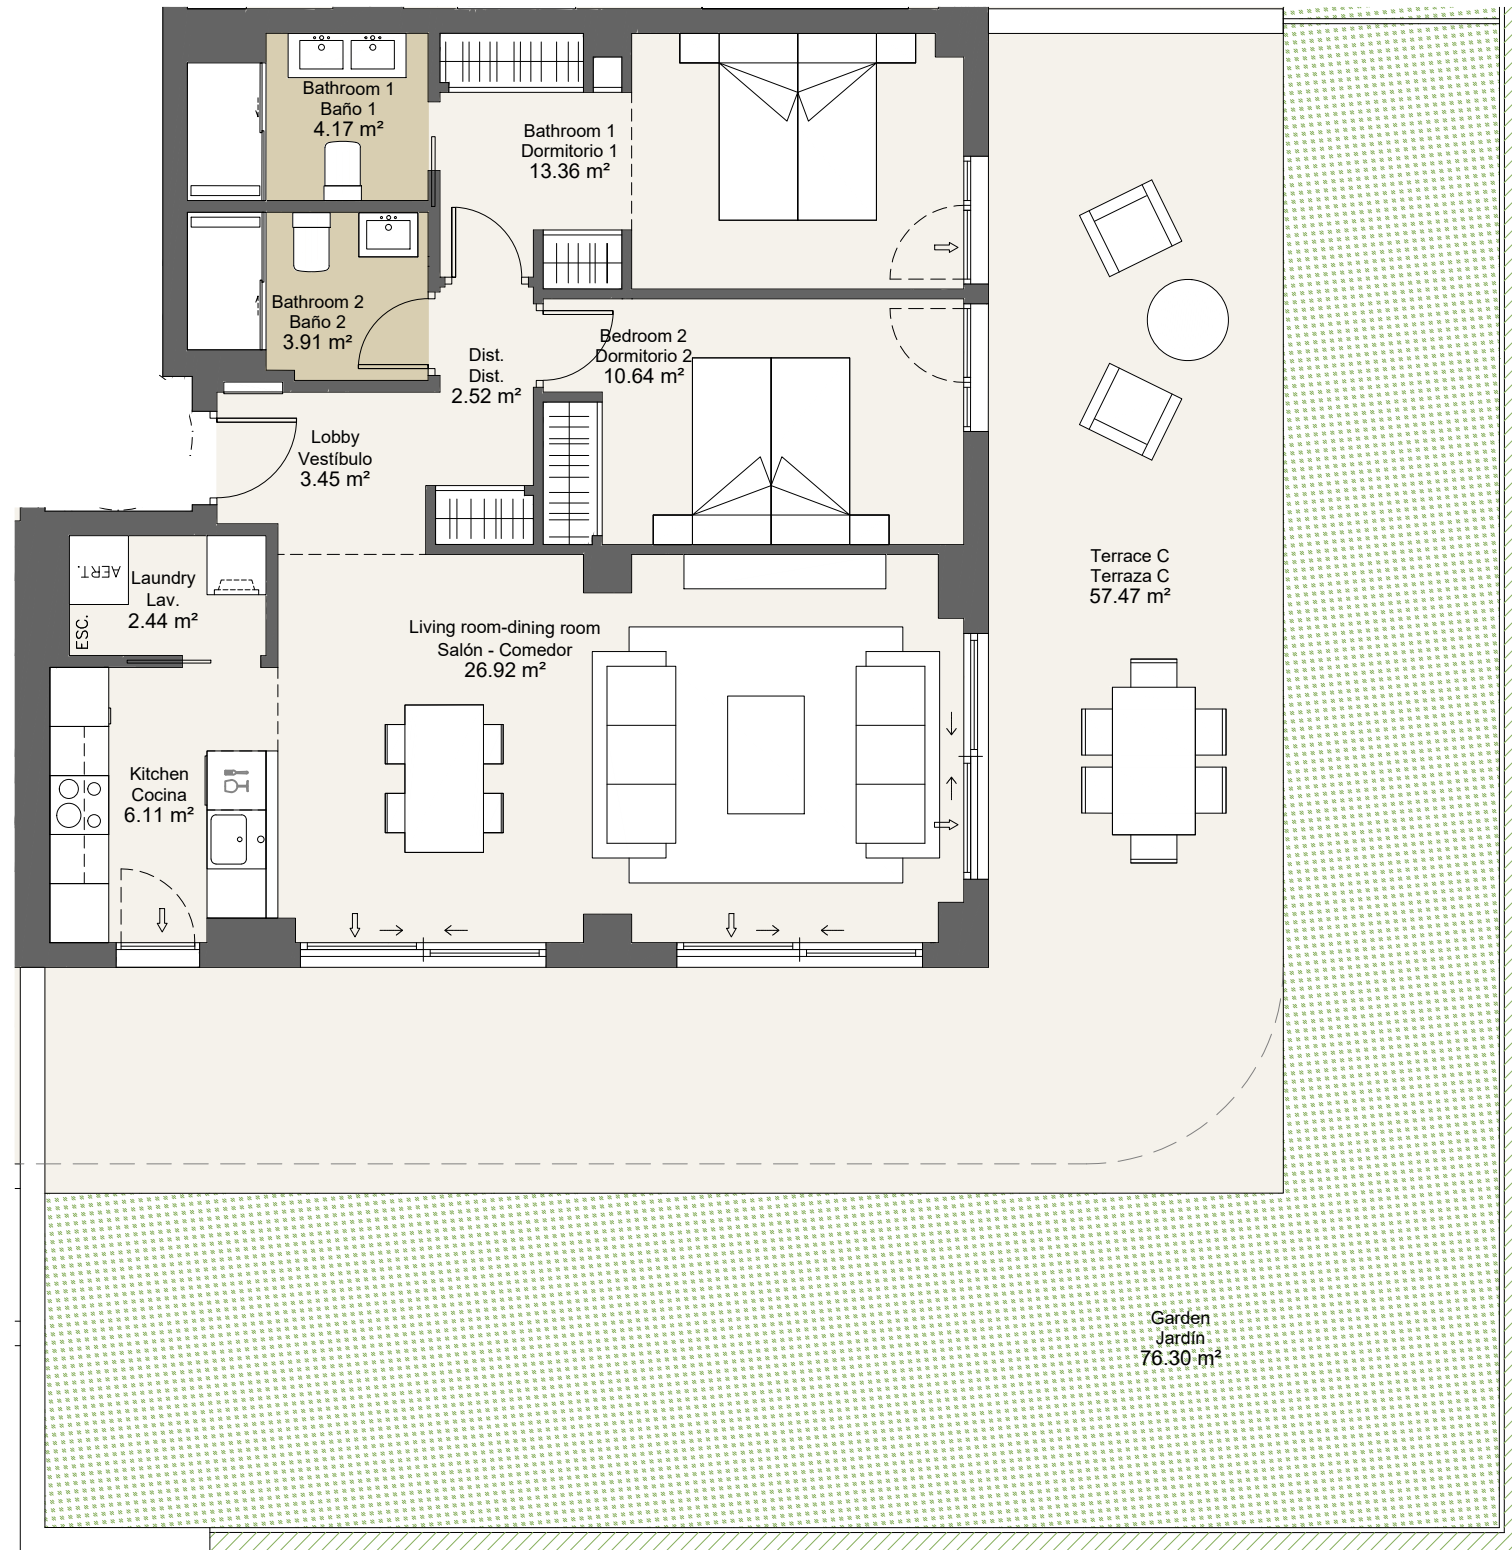 Bathroom 1
Baño 1
4.17 m²
Bathroom 1
Dormitorio 1
13.36 m²
Bathroom 2
Baño 2
3.91 m²
Dist.
Dist.
2.52 m²
Bedroom 2
Dormitorio 2
10.64 m²
Lobby
Vestíbulo
3.45 m²
AERT.
ESC.
Laundry
Lav.
2.44 m²
Living room-dining room
Salón - Comedor
26.92 m²
Terrace C
Terraza C
57.47 m²
Kitchen
Cocina
6.11 m²
Garden
Jardín
76.30 m²